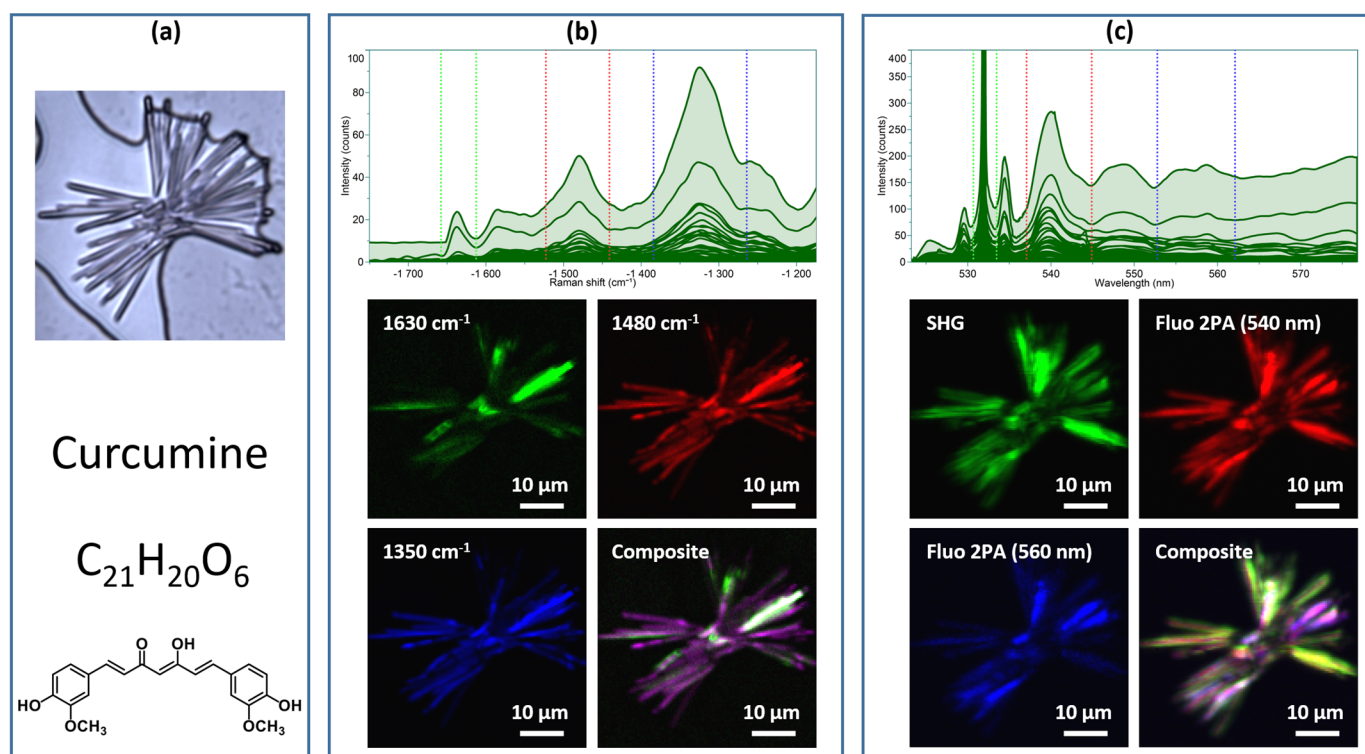 (a)
Curcumine
C₂₁H₂₀O₆
O
OH
HO
OCH₃
OCH₃
OH
(b)
Intensity (counts)
100
80
60
40
20
0
-1 700
-1 600
-1 500
-1 400
-1 300
-1 200
Raman shift (cm⁻¹)
1630 cm⁻¹
10 µm
1480 cm⁻¹
10 µm
1350 cm⁻¹
10 µm
Composite
10 µm
(c)
Intensity (counts)
400
350
300
250
200
150
100
50
0
530
540
550
560
570
Wavelength (nm)
SHG
10 µm
Fluo 2PA (540 nm)
10 µm
Fluo 2PA (560 nm)
10 µm
Composite
10 µm